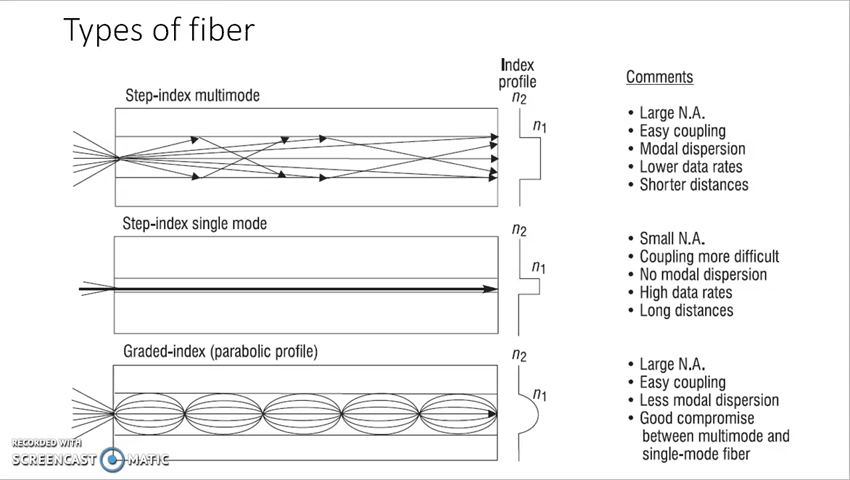 Types of fiber
Index
profile
Comments
Step-index multimode
n2
n1
• Large N.A.
• Easy coupling
• Modal dispersion
• Lower data rates
• Shorter distances
Step-index single mode
n2
n1
• Small N.A.
• Coupling more difficult
• No modal dispersion
• High data rates
• Long distances
Graded-index (parabolic profile)
n2
n1
• Large N.A.
• Easy coupling
• Less modal dispersion
• Good compromise
between multimode and
single-mode fiber
RECORDED WITH
SCREENCAST MATIC